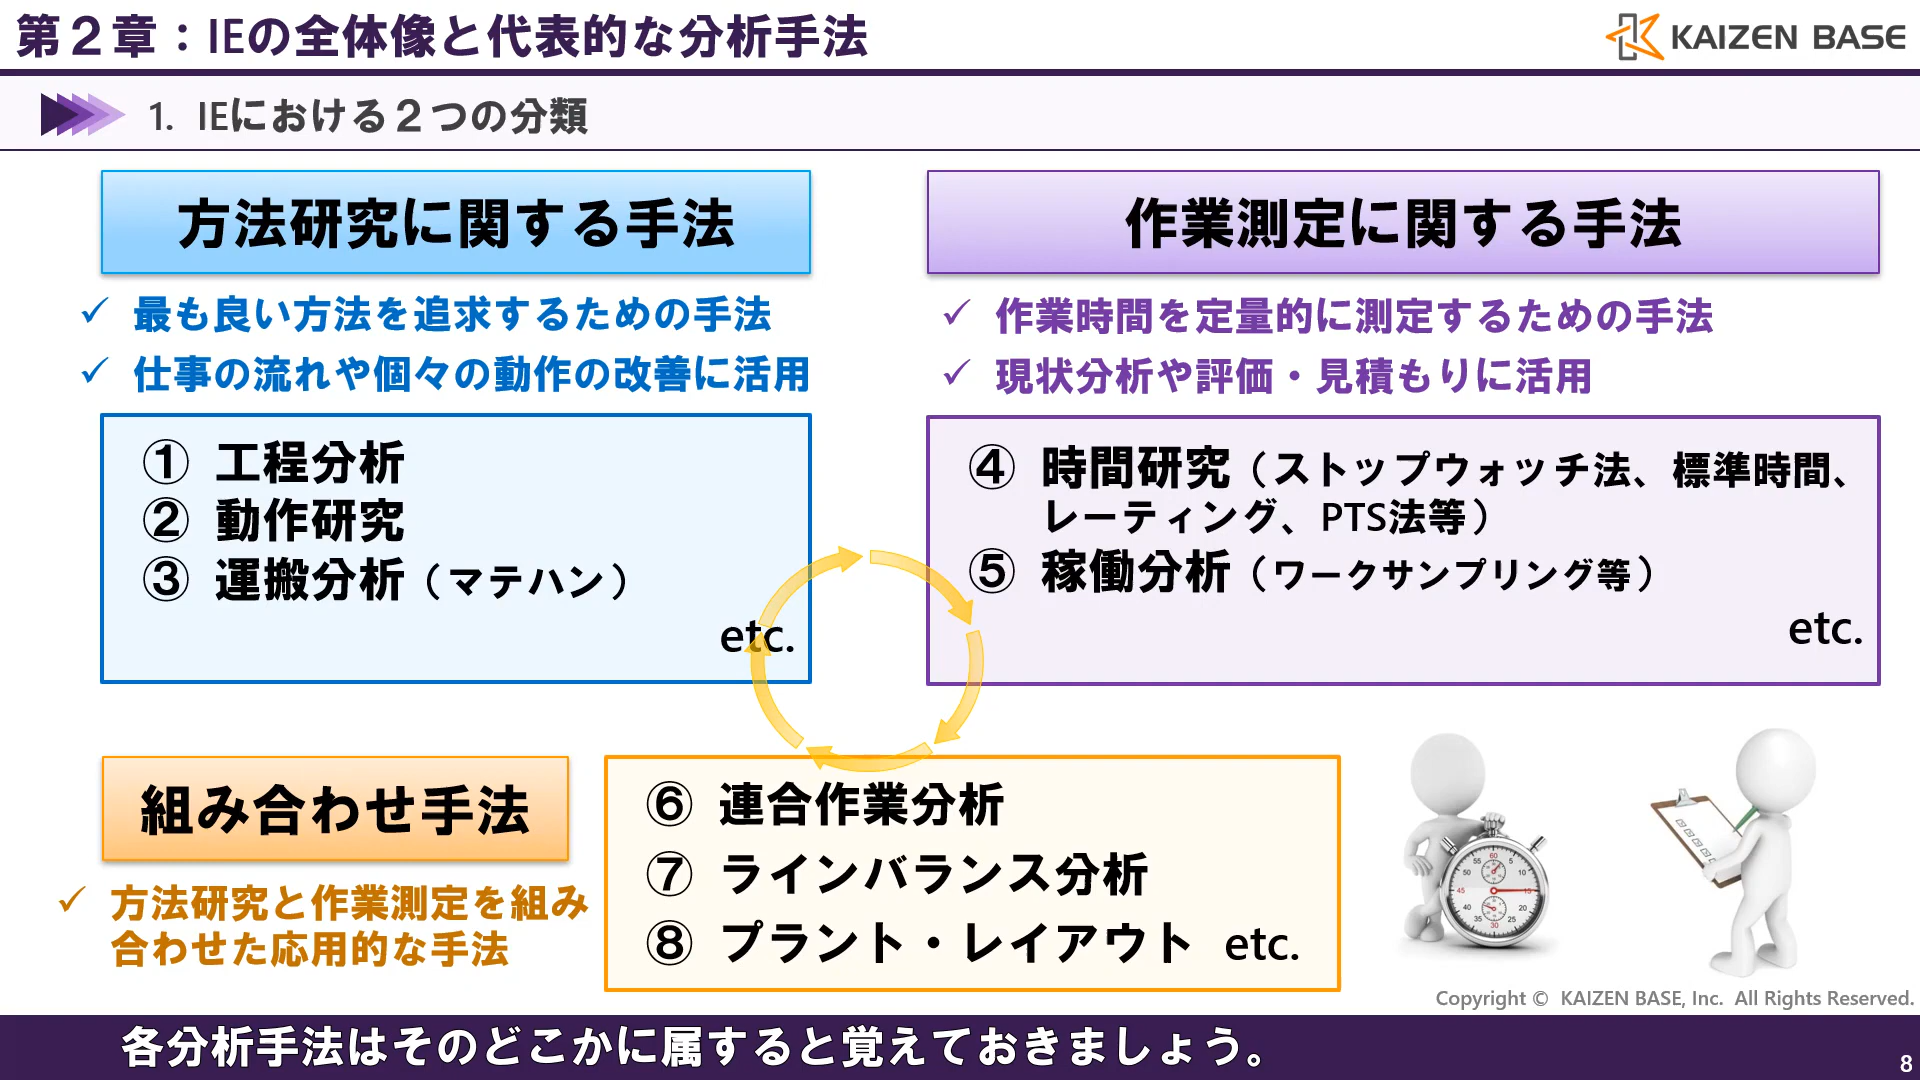 第２章：IEの全体像と代表的な分析手法
KAIZEN BASE
1. IEにおける２つの分類
方法研究に関する手法
✓ 最も良い方法を追求するための手法
✓ 仕事の流れや個々の動作の改善に活用
① 工程分析
② 動作研究
③ 運搬分析（マテハン）
etc.
作業測定に関する手法
✓ 作業時間を定量的に測定するための手法
✓ 現状分析や評価・見積もりに活用
④ 時間研究（ストップウォッチ法、標準時間、
レーティング、PTS法等）
⑤ 稼働分析（ワークサンプリング等）
etc.
組み合わせ手法
✓ 方法研究と作業測定を組み
合わせた応用的な手法
⑥ 連合作業分析
⑦ ラインバランス分析
⑧ プラント・レイアウト etc.
60
5
10
15
20
25
30
35
40
45
50
55
Copyright © KAIZEN BASE, Inc. All Rights Reserved.
各分析手法はそのどこかに属すると覚えておきましょう。
8